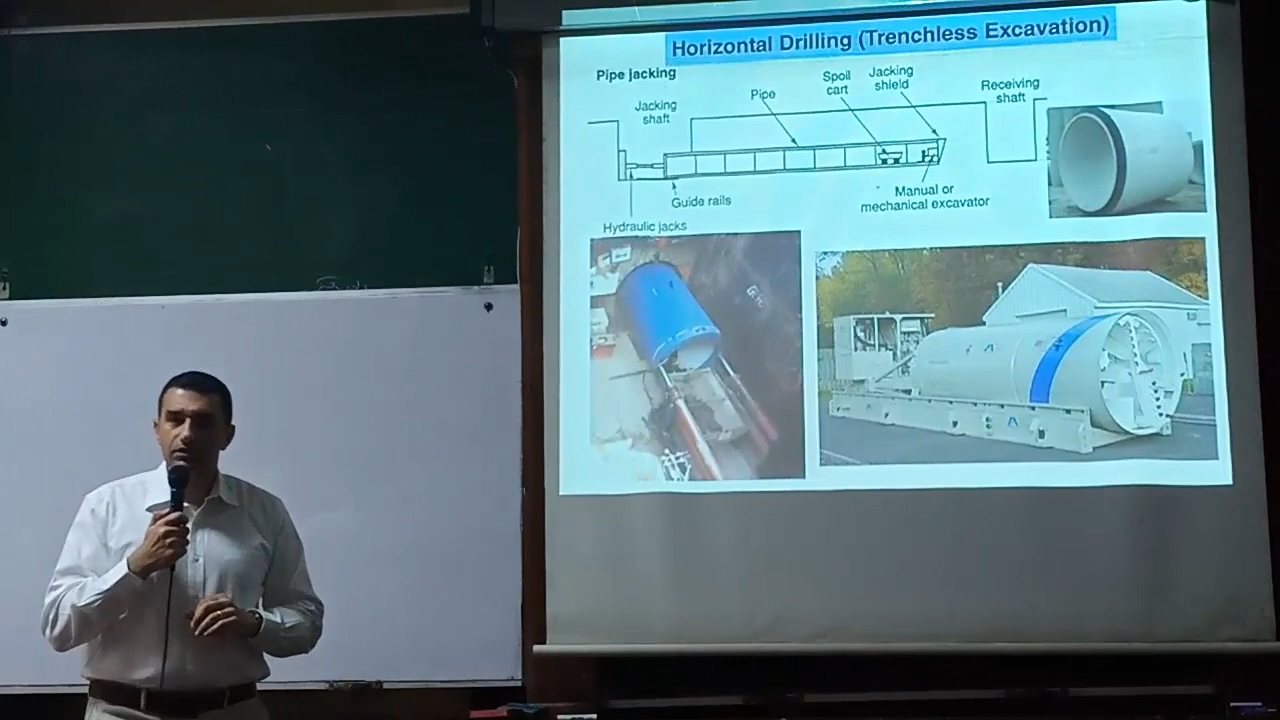 Horizontal Drilling (Trenchless Excavation)
Pipe jacking
Jacking
shaft
Pipe
Spoil
cart
Jacking
shield
Receiving
shaft
Guide rails
Manual or
mechanical excavator
Hydraulic jacks